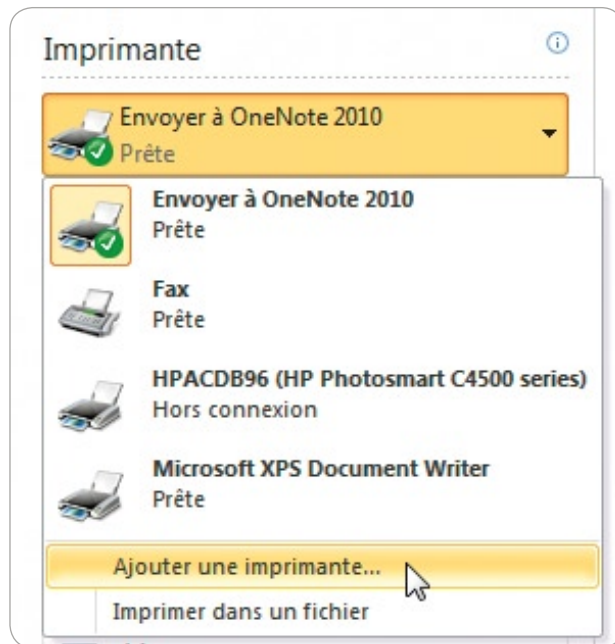 Imprimante
Envoyer à OneNote 2010
Prête
Envoyer à OneNote 2010
Prête
Fax
Prête
HPACDB96 (HP Photosmart C4500 series)
Hors connexion
Microsoft XPS Document Writer
Prête
Ajouter une imprimante...
Imprimer dans un fichier